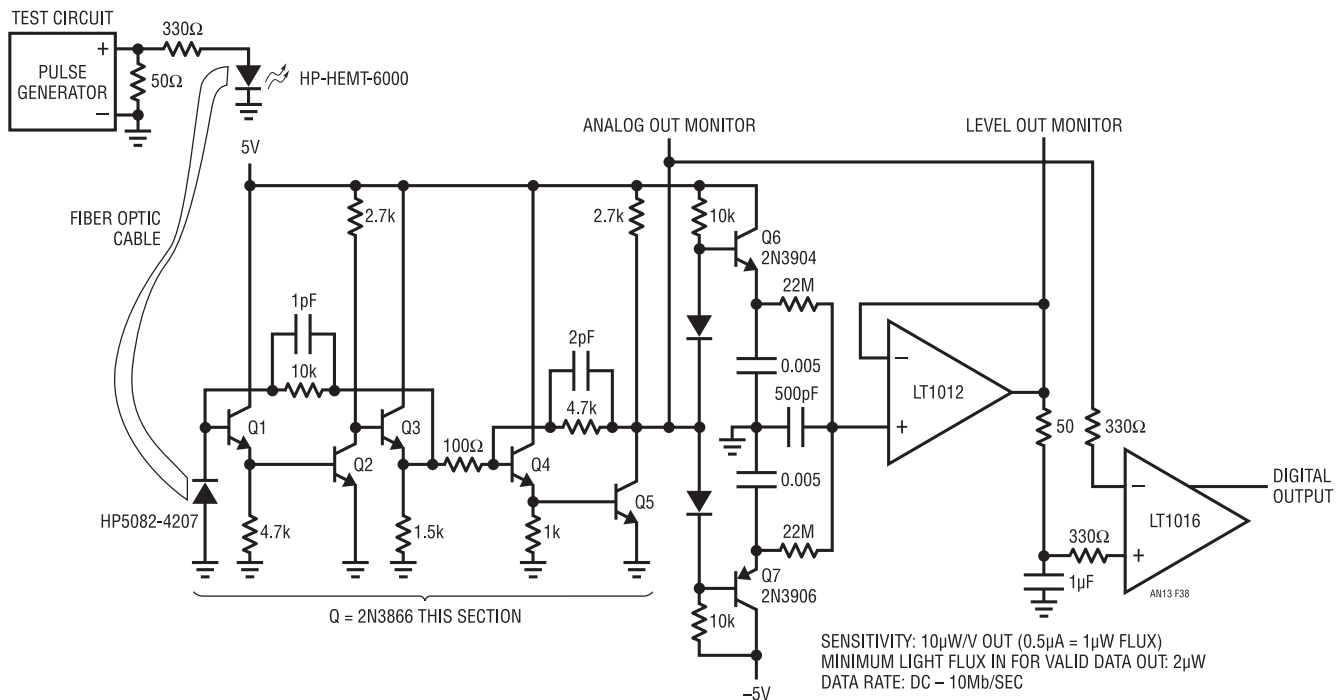 TEST CIRCUIT
PULSE
GENERATOR
+
−
50Ω
330Ω
HP-HEMT-6000
5V
FIBER OPTIC
CABLE
ANALOG OUT MONITOR
LEVEL OUT MONITOR
2.7k
2.7k
10k
Q6
2N3904
22M
1pF
10k
2pF
4.7k
0.005
500pF
−
+
LT1012
50
330Ω
Q1
Q2
Q3
100Ω
Q4
Q5
0.005
22M
HP5082-4207
4.7k
1.5k
1k
Q7
2N3906
10k
−5V
330Ω
1µF
−
+
LT1016
DIGITAL
OUTPUT
AN13 F38
Q = 2N3866 THIS SECTION
SENSITIVITY: 10µW/V OUT (0.5µA = 1µW FLUX)
MINIMUM LIGHT FLUX IN FOR VALID DATA OUT: 2µW
DATA RATE: DC – 10Mb/SEC